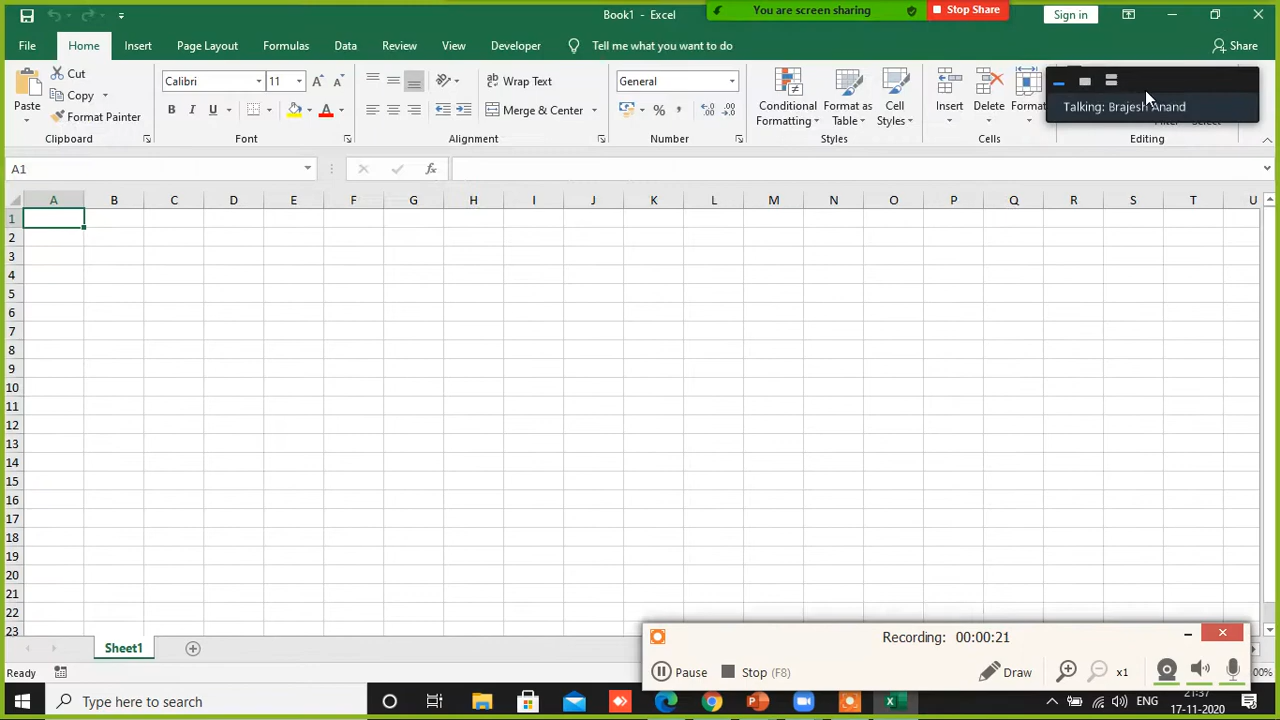 Book1 - Excel
You are screen sharing
Stop Share
Sign in
File
Home
Insert
Page Layout
Formulas
Data
Review
View
Developer
Tell me what you want to do
Share
Paste
Cut
Copy
Format Painter
Clipboard
Calibri
11
B I U
Font
Wrap Text
Merge & Center
Alignment
General
Number
Conditional Formatting
Format as Table
Cell Styles
Styles
Insert
Delete
Format
Cells
Talking: Brajesh Anand
Editing
A1
fx
A B C D E F G H I J K L M N O P Q R S T U
1
2
3
4
5
6
7
8
9
10
11
12
13
14
15
16
17
18
19
20
21
22
23
Sheet1
Ready
Recording: 00:00:21
Pause
Stop (F8)
Draw
x1
Type here to search
ENG
21:37
17-11-2020